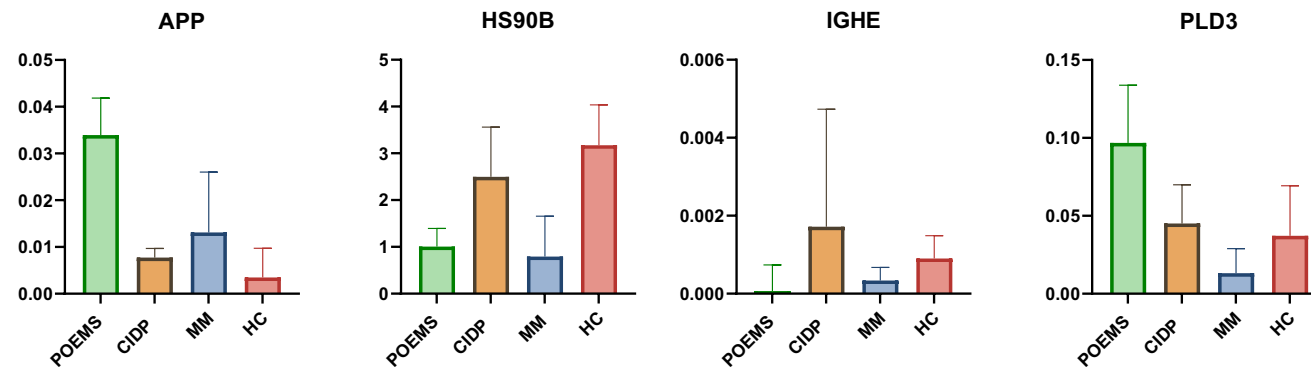 APP
0.05
0.04
0.03
0.02
0.01
0.00
POEMS
CIDP
MM
HC
HS90B
5
4
3
2
1
0
POEMS
CIDP
MM
HC
IGHE
0.006
0.004
0.002
0.000
POEMS
CIDP
MM
HC
PLD3
0.15
0.10
0.05
0.00
POEMS
CIDP
MM
HC